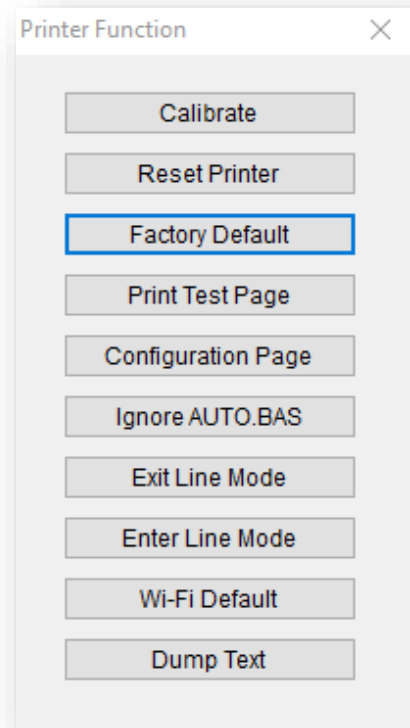 Printer Function
Calibrate
Reset Printer
Factory Default
Print Test Page
Configuration Page
Ignore AUTO.BAS
Exit Line Mode
Enter Line Mode
Wi-Fi Default
Dump Text